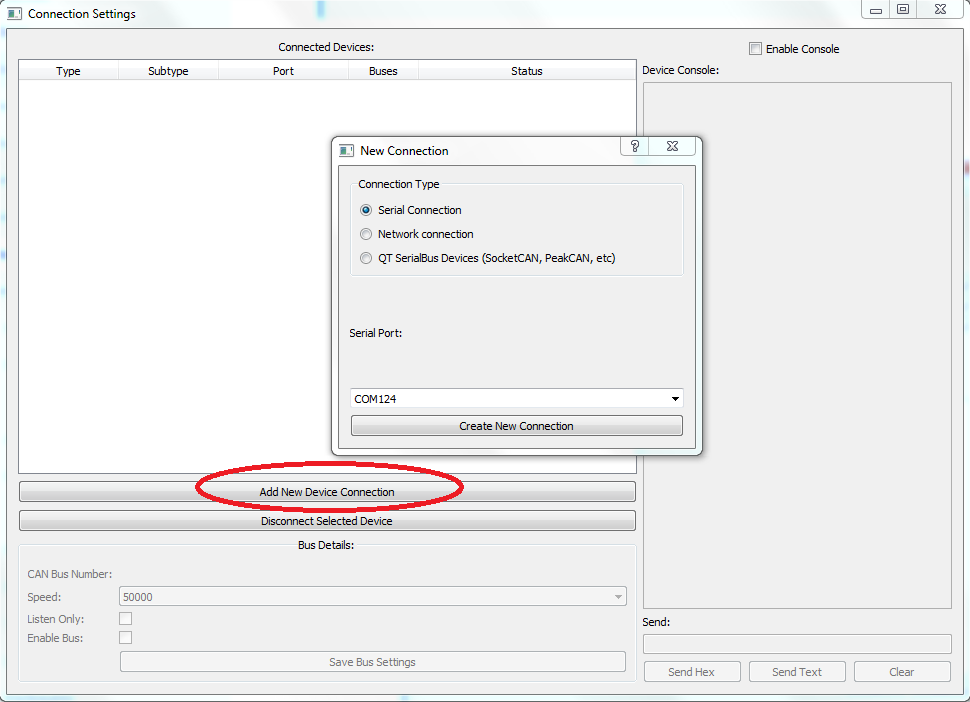 Connection Settings
Connected Devices:
Enable Console
Type Subtype Port Buses Status
Device Console:
New Connection
?
Connection Type
Serial Connection
Network connection
QT SerialBus Devices (SocketCAN, PeakCAN, etc)
Serial Port:
COM124
Create New Connection
Add New Device Connection
Disconnect Selected Device
Bus Details:
CAN Bus Number:
Speed: 50000
Listen Only:
Enable Bus:
Save Bus Settings
Send:
Send Hex Send Text Clear